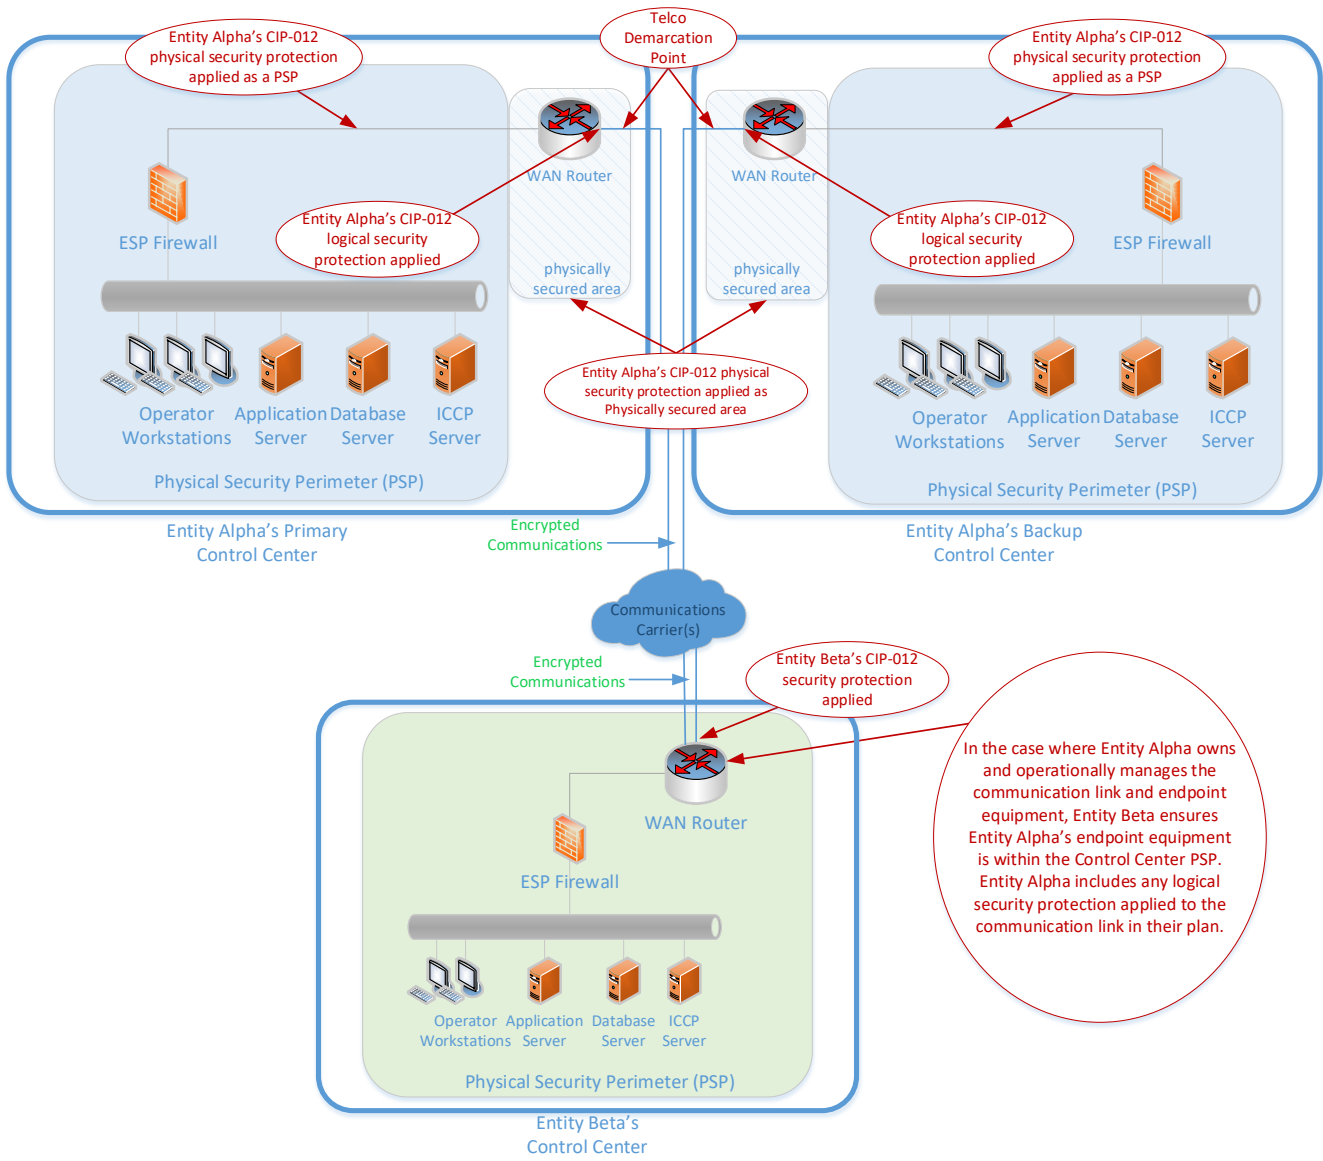 Entity Alpha's CIP-012
physical security protection
applied as a PSP
Telco
Demarcation
Point
Entity Alpha's CIP-012
physical security protection
applied as a PSP
WAN Router
WAN Router
ESP Firewall
Entity Alpha's CIP-012
logical security
protection applied
physically
secured area
physically
secured area
Entity Alpha's CIP-012
logical security
protection applied
ESP Firewall
Operator
Workstations
Application
Server
Database
Server
ICCP
Server
Entity Alpha's CIP-012 physical
security protection applied as
Physically secured area
Operator
Workstations
Application
Server
Database
Server
ICCP
Server
Physical Security Perimeter (PSP)
Physical Security Perimeter (PSP)
Entity Alpha's Primary
Control Center
Encrypted
Communications
Entity Alpha's Backup
Control Center
Communications
Carrier(s)
Encrypted
Communications
Entity Beta's CIP-012
security protection
applied
WAN Router
In the case where Entity Alpha owns
and operationally manages the
communication link and endpoint
equipment, Entity Beta ensures
Entity Alpha's endpoint equipment
is within the Control Center PSP.
Entity Alpha includes any logical
security protection applied to the
communication link in their plan.
ESP Firewall
Operator
Workstations
Application
Server
Database
Server
ICCP
Server
Physical Security Perimeter (PSP)
Entity Beta's
Control Center